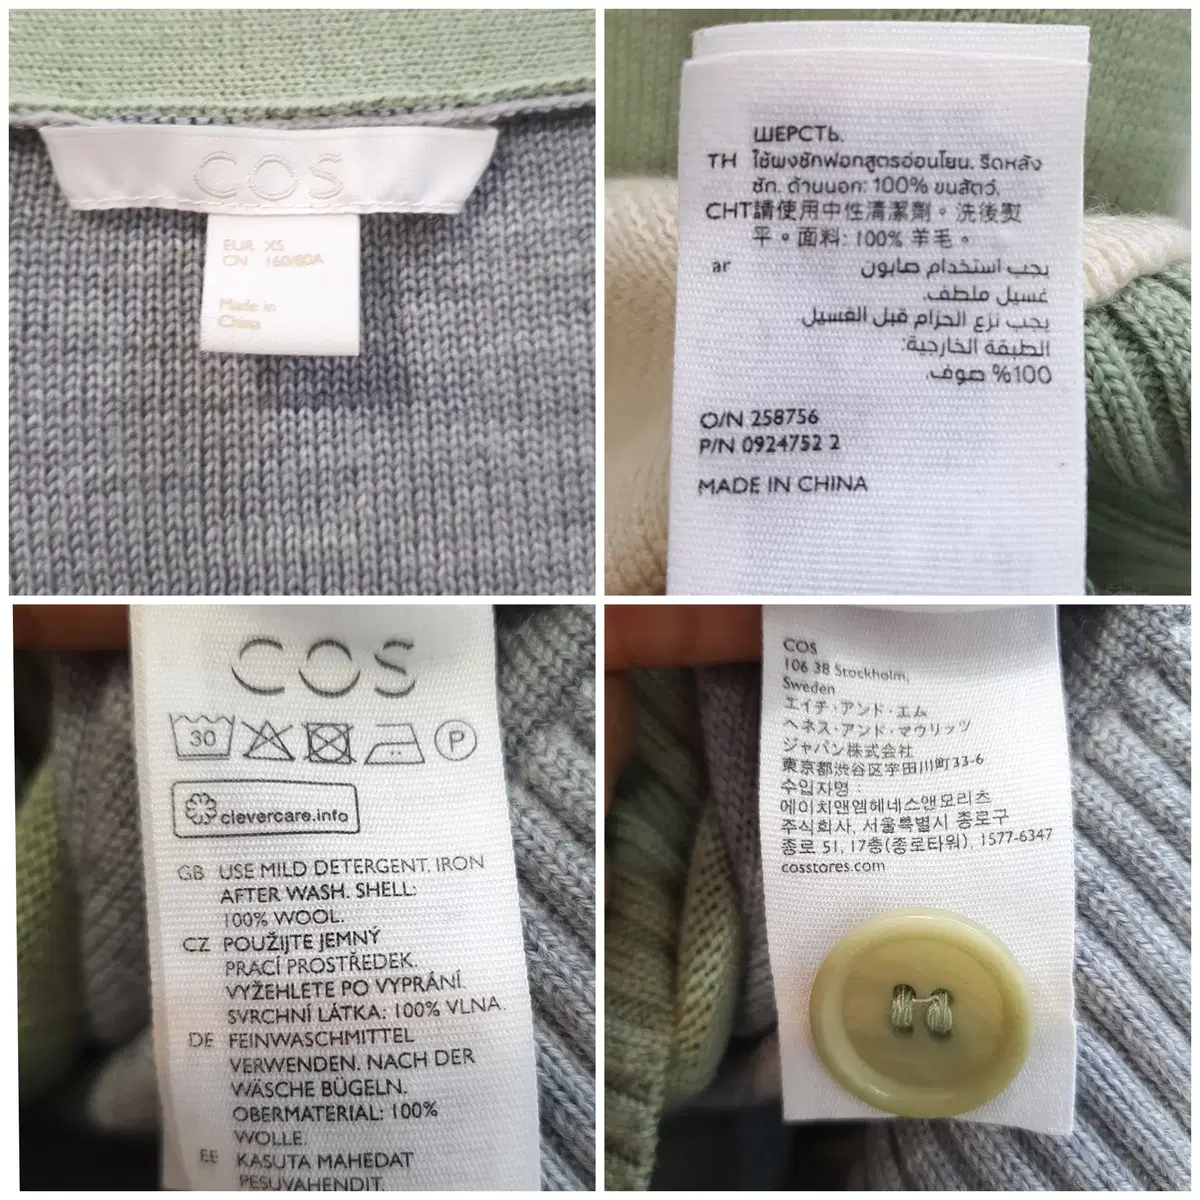 COS
EUR XS
CN 160/80A
Made in
China
ШЕРСТЬ.
TH ใช้ผงซักฟอกสูตรอ่อนโยน. รีดหลัง
ซัก. ด้านนอก: 100% ขนสัตว์.
CHT請使用中性清潔劑。洗後熨
平。面料: 100% 羊毛。
ar يجب استخدام صابون
غسيل ملطف.
يجب نزع الحزام قبل الغسيل
الطبقة الخارجية:
100% صوف.
O/N 258756
P/N 0924752 2
MADE IN CHINA
COS
30 P
clevercare.info
GB USE MILD DETERGENT. IRON
AFTER WASH. SHELL:
100% WOOL.
CZ POUŽIJTE JEMNÝ
PRACÍ PROSTŘEDEK.
VYŽEHLETE PO VYPRÁNÍ.
SVRCHNÍ LÁTKA: 100% VLNA.
DE FEINWASCHMITTEL
VERWENDEN. NACH DER
WÄSCHE BÜGELN.
OBERMATERIAL: 100%
WOLLE.
EE KASUTA MAHEDAT
PESUVAHENDIT.
COS
106 38 Stockholm,
Sweden
エイチ・アンド・エム
ヘネス・アンド・マウリッツ
ジャパン株式会社
東京都渋谷区宇田川町33-6
수입자명 :
에이치앤엠헤네스앤모리츠
주식회사, 서울특별시 종로구
종로 51, 17층(종로타워), 1577-6347
cosstores.com